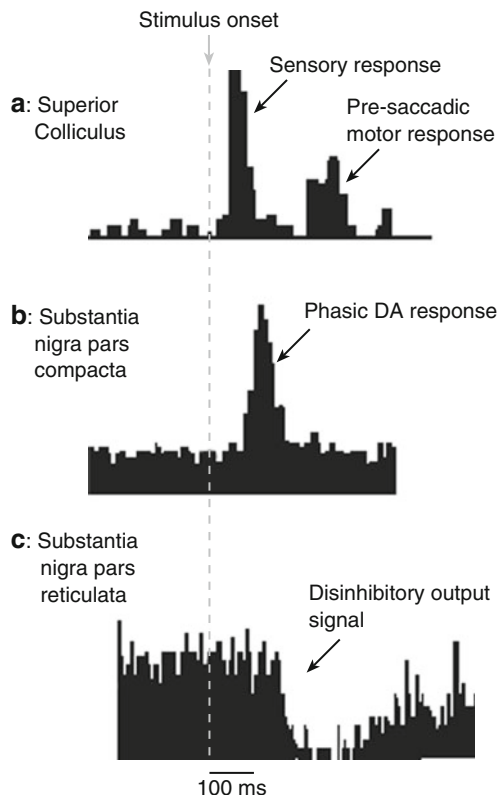 Stimulus onset
Sensory response
a: Superior
Colliculus
Pre-saccadic
motor response
b: Substantia
nigra pars
compacta
Phasic DA response
c: Substantia
nigra pars
reticulata
Disinhibitory output
signal
100 ms